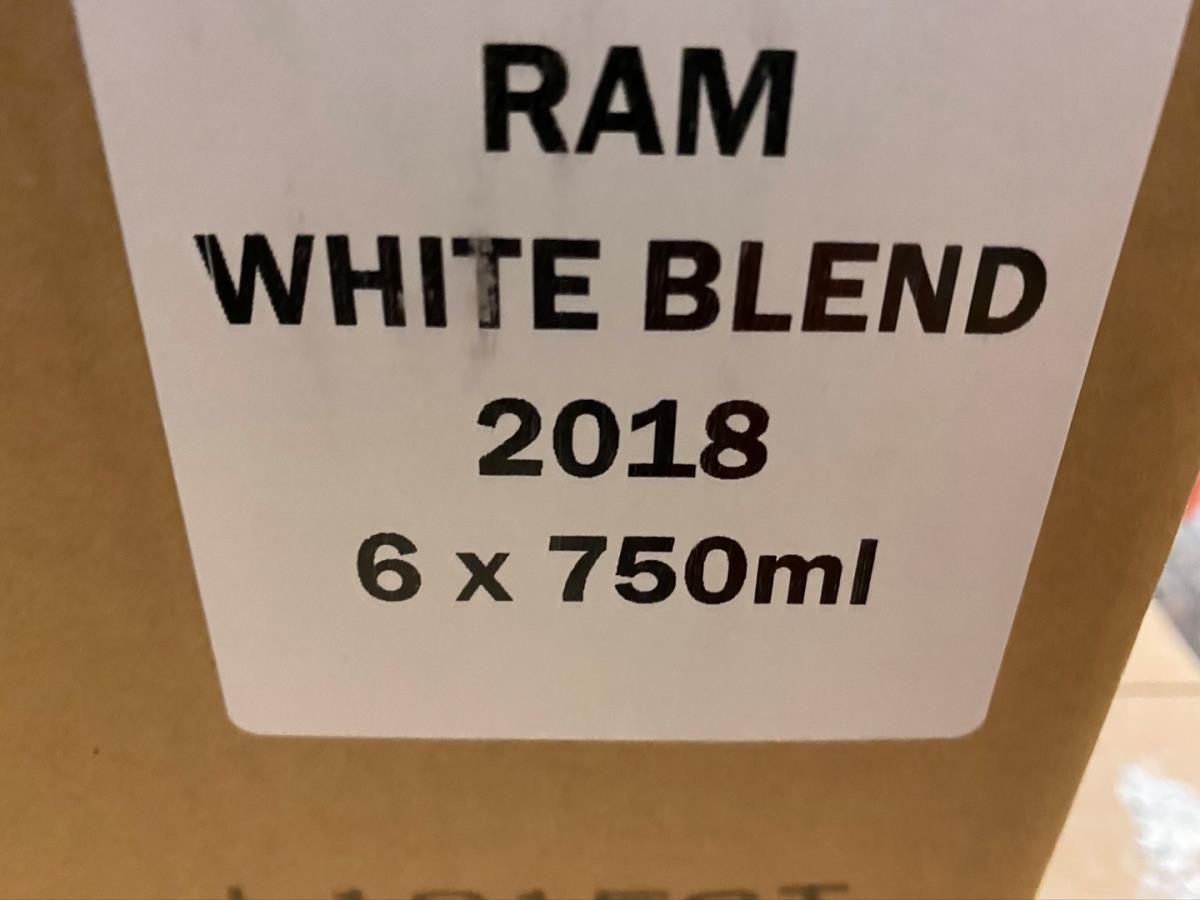 RAM
WHITE BLEND
2018
6 x 750ml